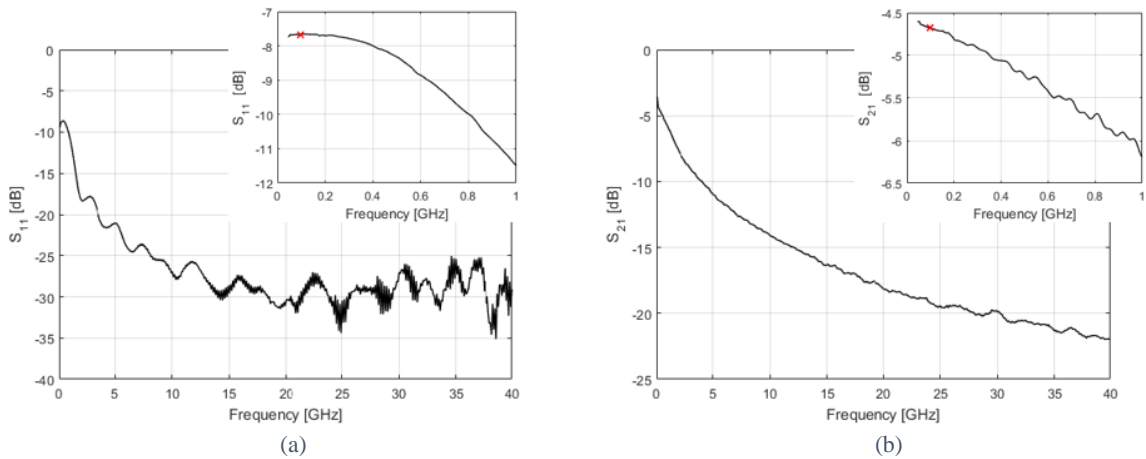 0
-5
-10
-15
-20
-25
-30
-35
-40
S11 [dB]
0 5 10 15 20 25 30 35 40
Frequency [GHz]
-5
-6
-7
-8
-9
-10
-11
-12
S11 [dB]
0 0.2 0.4 0.6 0.8 1
Frequency [GHz]
(a)
0
-5
-10
-15
-20
-25
S21 [dB]
0 5 10 15 20 25 30 35 40
Frequency [GHz]
-4.5
-5
-5.5
-6
-6.5
S21 [dB]
0 0.2 0.4 0.6 0.8 1
Frequency [GHz]
(b)